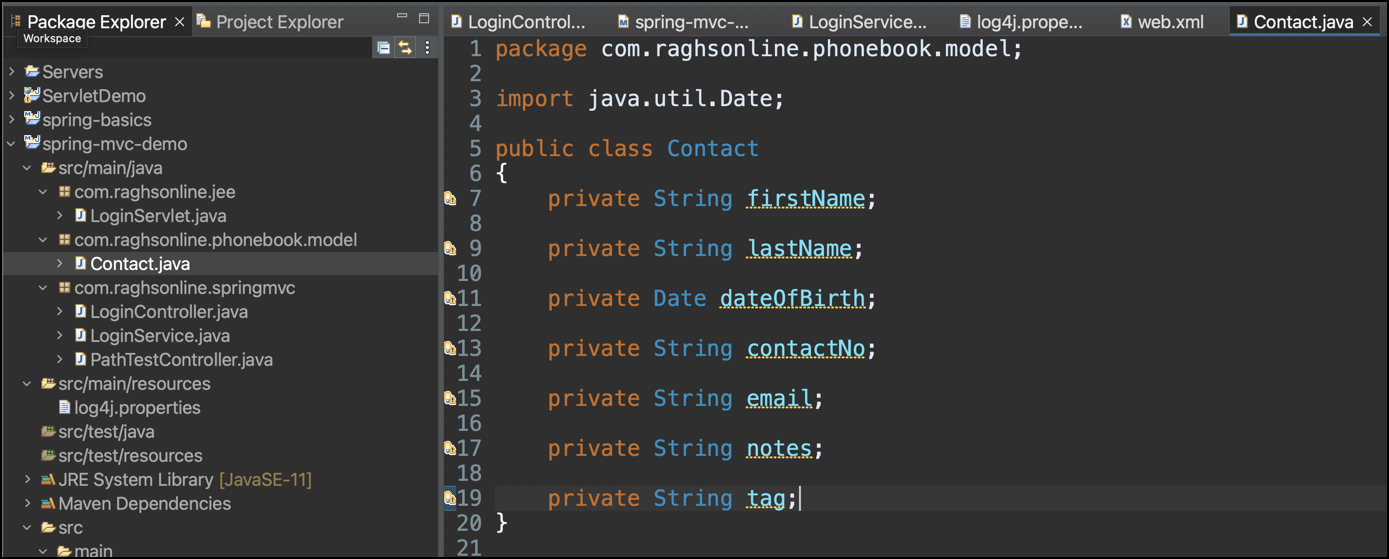 Package Explorer
Project Explorer
Workspace
Servers
ServletDemo
spring-basics
spring-mvc-demo
src/main/java
com.raghsonline.jee
LoginServlet.java
com.raghsonline.phonebook.model
Contact.java
com.raghsonline.springmvc
LoginController.java
LoginService.java
PathTestController.java
src/main/resources
log4j.properties
src/test/java
src/test/resources
JRE System Library [JavaSE-11]
Maven Dependencies
src
main
LoginControl... spring-mvc-... LoginService... log4j.prope... web.xml Contact.java
1 package com.raghsonline.phonebook.model;
2
3 import java.util.Date;
4
5 public class Contact
6 {
7 private String firstName;
8
9 private String lastName;
10
11 private Date dateOfBirth;
12
13 private String contactNo;
14
15 private String email;
16
17 private String notes;
18
19 private String tag;
20 }
21